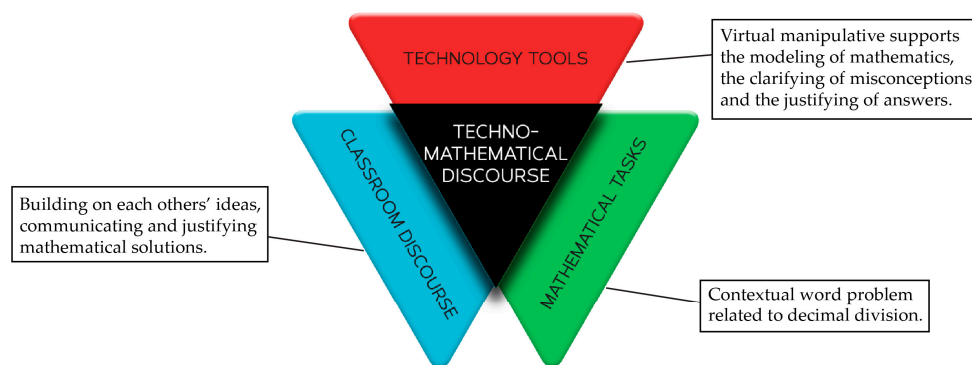 TECHNOLOGY TOOLS
Virtual manipulative supports
the modeling of mathematics,
the clarifying of misconceptions
and the justifying of answers.
TECHNO-
MATHEMATICAL
DISCOURSE
CLASSROOM DISCOURSE
MATHEMATICAL TASKS
Building on each others’ ideas,
communicating and justifying
mathematical solutions.
Contextual word problem
related to decimal division.